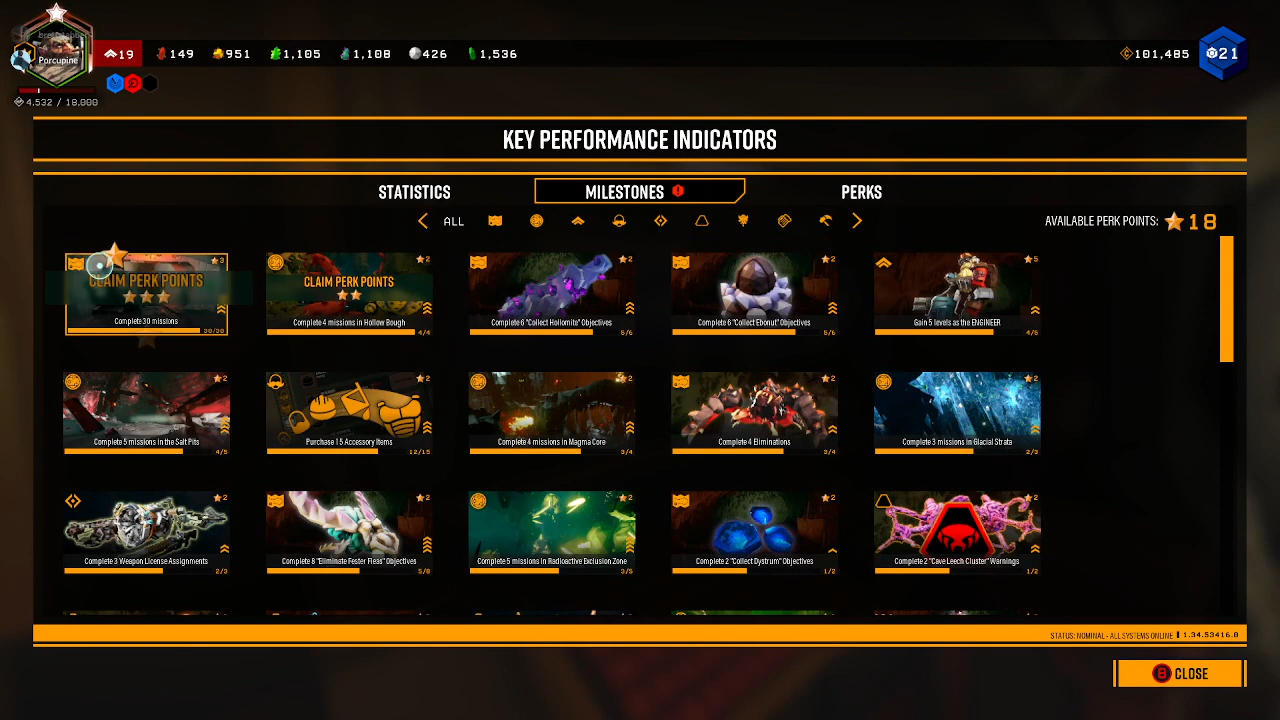 Porcupine
19
149
951
1,105
1,108
426
1,536
101,485
21
4,532 / 18,000
KEY PERFORMANCE INDICATORS
STATISTICS
MILESTONES
PERKS
ALL
AVAILABLE PERK POINTS: 18
CLAIM PERK POINTS
3
Complete 30 missions
30/30
CLAIM PERK POINTS
2
Complete 4 missions in Hollow Bough
4/4
2
Complete 6 "Collect Hollomite" Objectives
5/6
2
Complete 6 "Collect Ebonut" Objectives
5/6
5
Gain 5 levels as the ENGINEER
4/5
2
Complete 5 missions in the Salt Pits
4/5
2
Purchase 15 Accessory Items
12/15
2
Complete 4 missions in Magma Core
3/4
2
Complete 4 Eliminations
3/4
2
Complete 3 missions in Glacial Strata
2/3
2
Complete 3 Weapon License Assignments
2/3
2
Complete 8 "Eliminate Fester Fleas" Objectives
5/8
2
Complete 5 missions in Radioactive Exclusion Zone
3/5
2
Complete 2 "Collect Dystrum" Objectives
1/2
2
Complete 2 "Cave Leech Cluster" Warnings
1/2
STATUS: NOMINAL - ALL SYSTEMS ONLINE 1.34.53416.0
B CLOSE